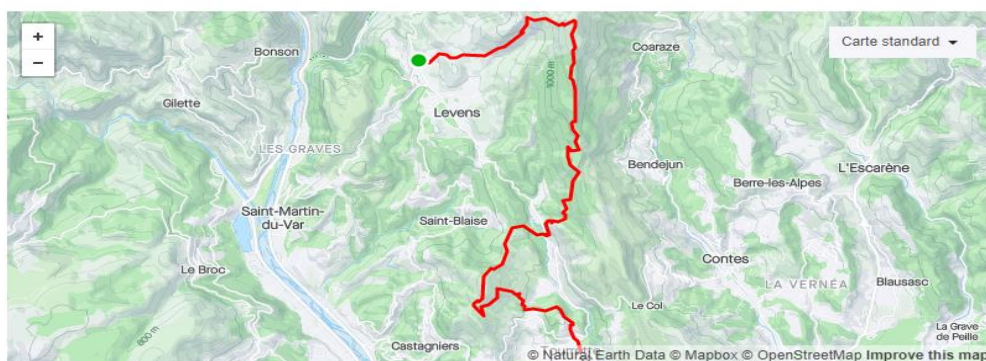 +
−
Carte standard
Bonson
Coaraze
1000 m
Gilette
Levens
LES GRAVES
Bendejun
L'Escarène
Berre-les-Alpes
Saint-Martin-
du-Var
Saint-Blaise
Contes
Le Broc
LA VERNÉA
Blausasc
Le Col
800 m
La Grave
de Peille
Castagniers
© Natural Earth Data © Mapbox © OpenStreetMap Improve this map